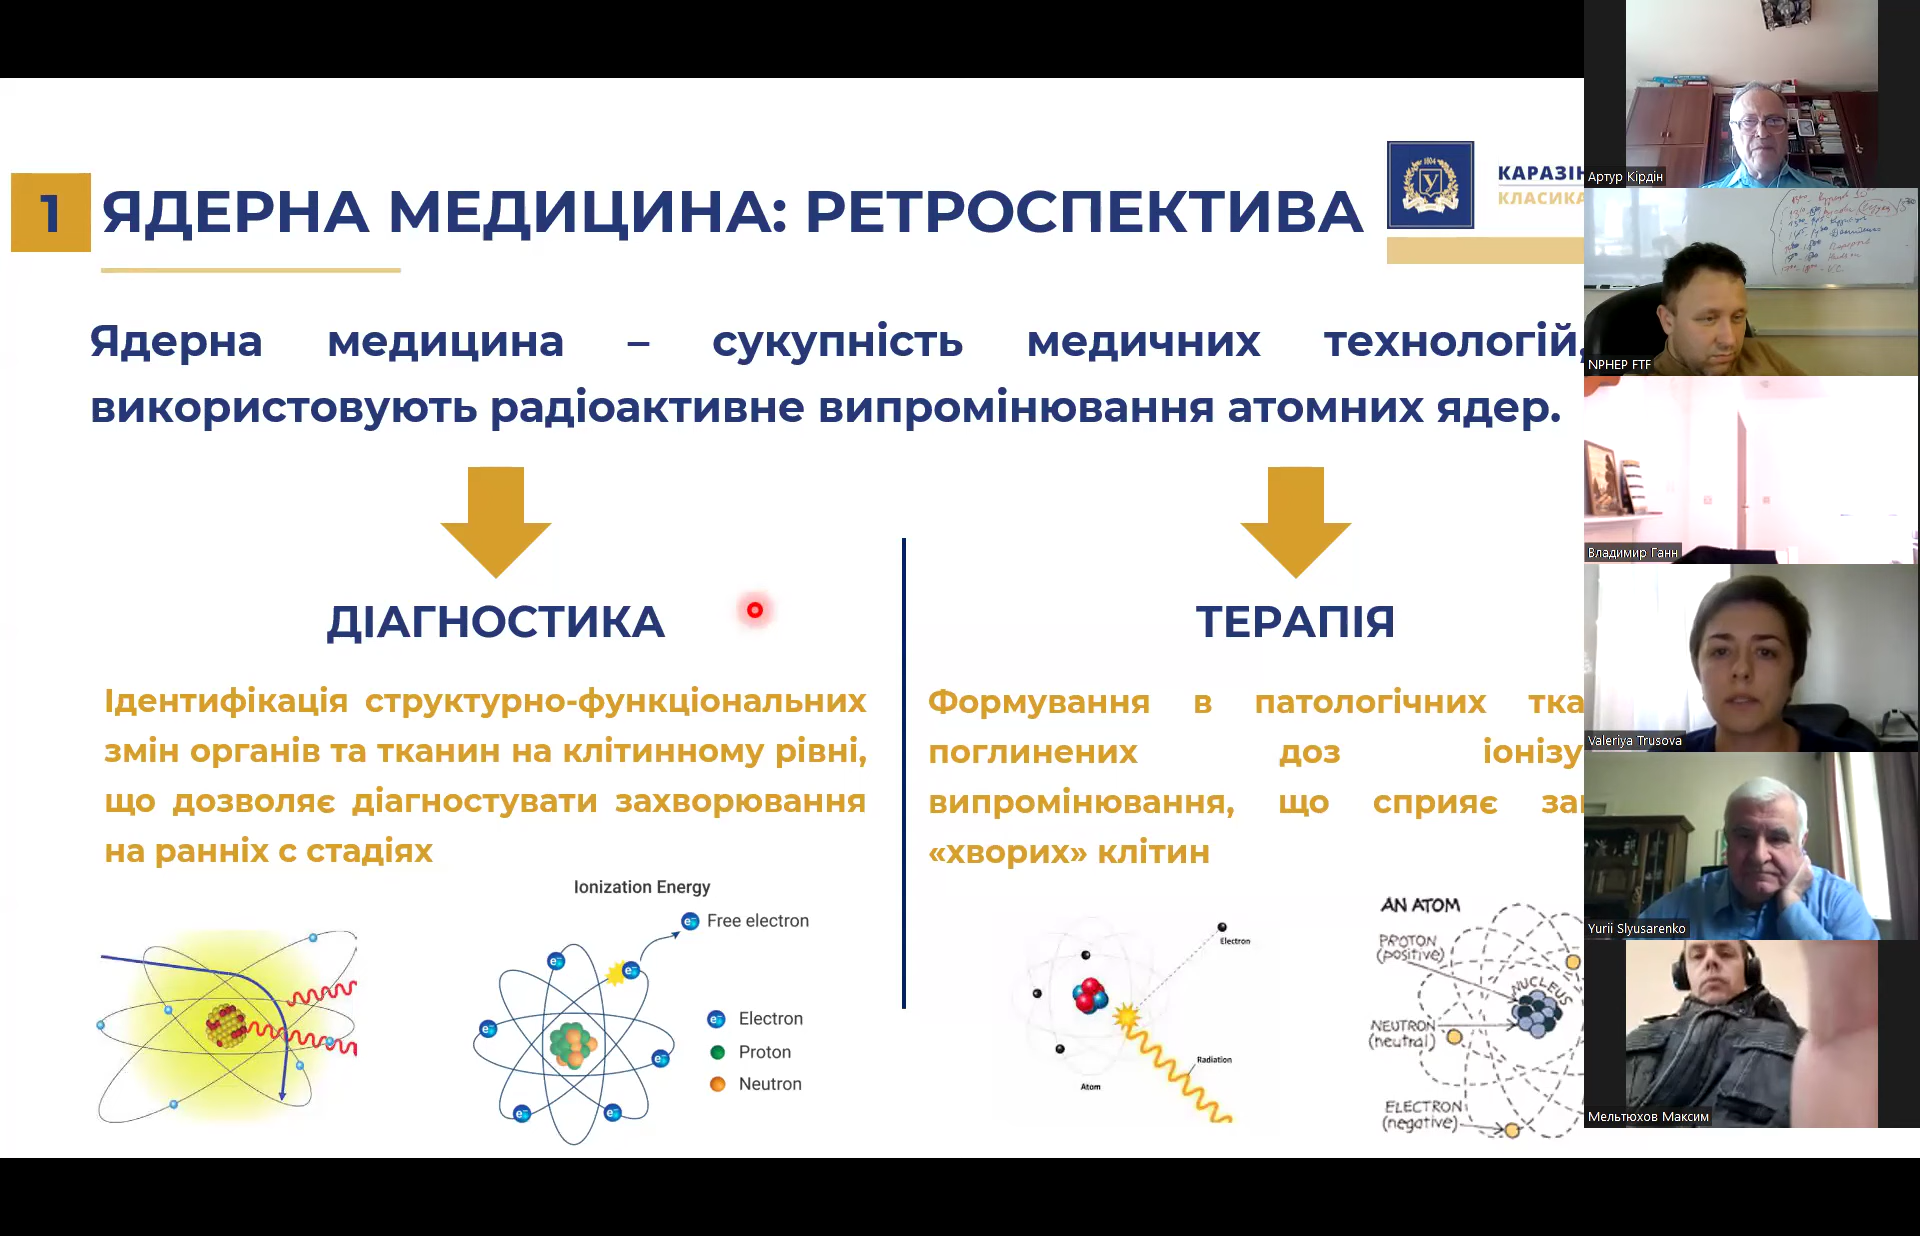 1
ЯДЕРНА МЕДИЦИНА: РЕТРОСПЕКТИВА
1804
У
КАРАЗІН
КЛАСИКА
Ядерна медицина – сукупність медичних технологій,
використовують радіоактивне випромінювання атомних ядер.
ДІАГНОСТИКА
Ідентифікація структурно-функціональних
змін органів та тканин на клітинному рівні,
що дозволяє діагностувати захворювання
на ранніх с стадіях
ТЕРАПІЯ
Формування в патологічних тка
поглинених доз іонізу
випромінювання, що сприяє за
«хворих» клітин
Ionization Energy
Free electron
e⁻
e⁻
e⁻
e⁻
e⁻
e⁻
e⁻
e⁻ Electron
Proton
Neutron
Electron
Radiation
Atom
AN ATOM
PROTON
(positive)
NUCLEUS
NEUTRON
(neutral)
ELECTRON
(negative)
Артур Кірдін
NPHEP FTF
Владимир Ганн
Valeriya Trusova
Yurii Slyusarenko
Мельтюхов Максим